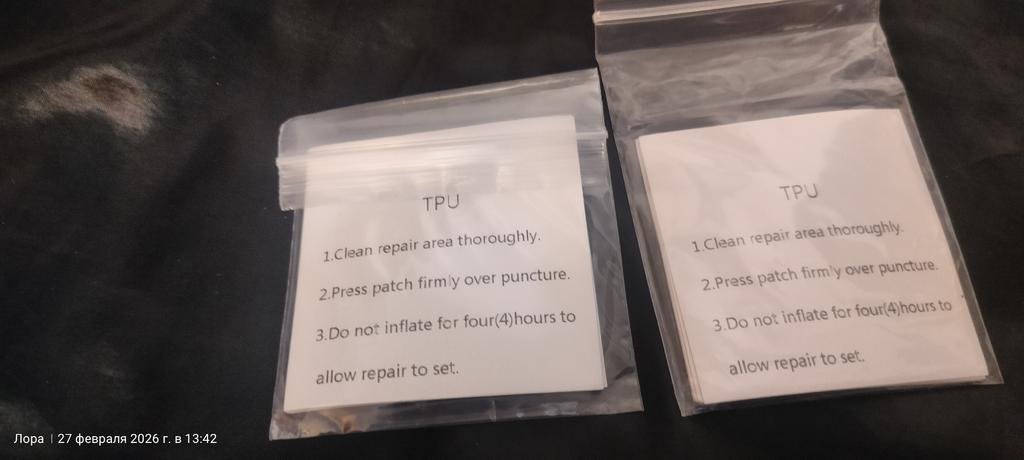 TPU
1.Clean repair area thoroughly.
2.Press patch firmly over puncture.
3.Do not inflate for four(4)hours to
allow repair to set.
TPU
1.Clean repair area thoroughly.
2.Press patch firmly over puncture.
3.Do not inflate for four(4)hours to
allow repair to set.
Лора | 27 февраля 2026 г. в 13:42